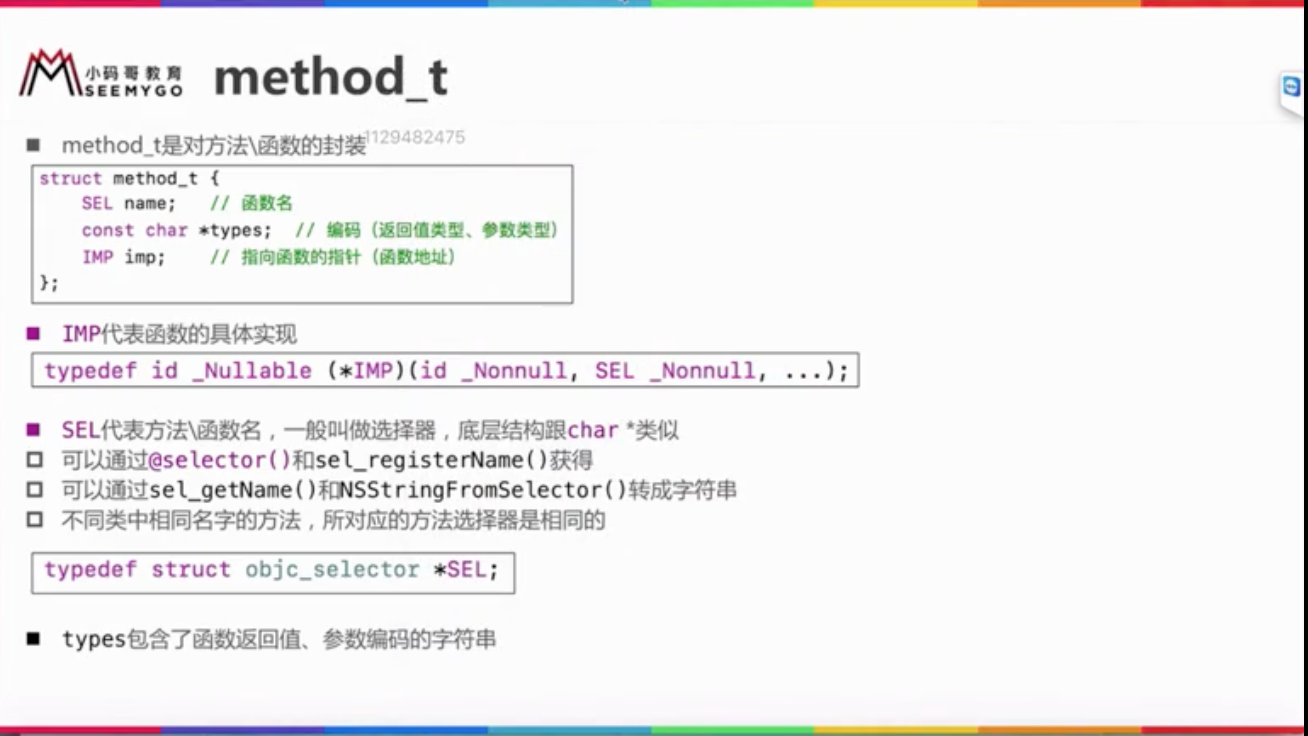 小码哥教育
SEEMYGO
method_t
method_t是对方法\函数的封装
1129482475
struct method_t {
SEL name; // 函数名
const char *types; // 编码（返回值类型、参数类型）
IMP imp; // 指向函数的指针（函数地址）
};
IMP代表函数的具体实现
typedef id _Nullable (*IMP)(id _Nonnull, SEL _Nonnull, ...);
SEL代表方法\函数名，一般叫做选择器，底层结构跟char *类似
可以通过@selector()和sel_registerName()获得
可以通过sel_getName()和NSStringFromSelector()转成字符串
不同类中相同名字的方法，所对应的方法选择器是相同的
typedef struct objc_selector *SEL;
types包含了函数返回值、参数编码的字符串